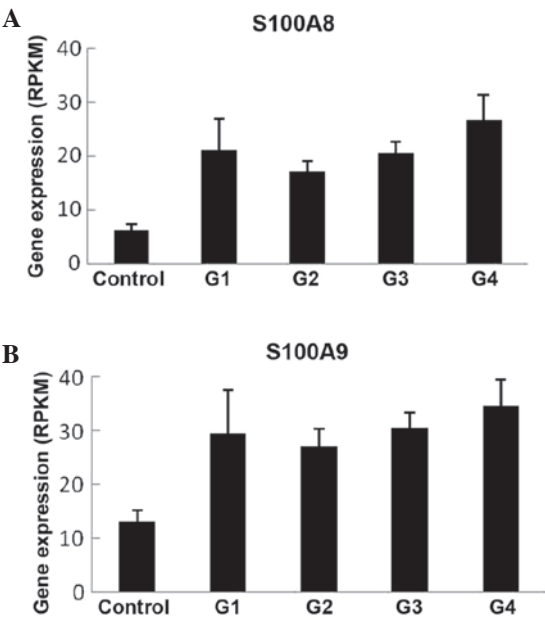 A
S100A8
Gene expression (RPKM)
40
30
20
10
0
Control G1 G2 G3 G4
B
S100A9
Gene expression (RPKM)
40
30
20
10
0
Control G1 G2 G3 G4